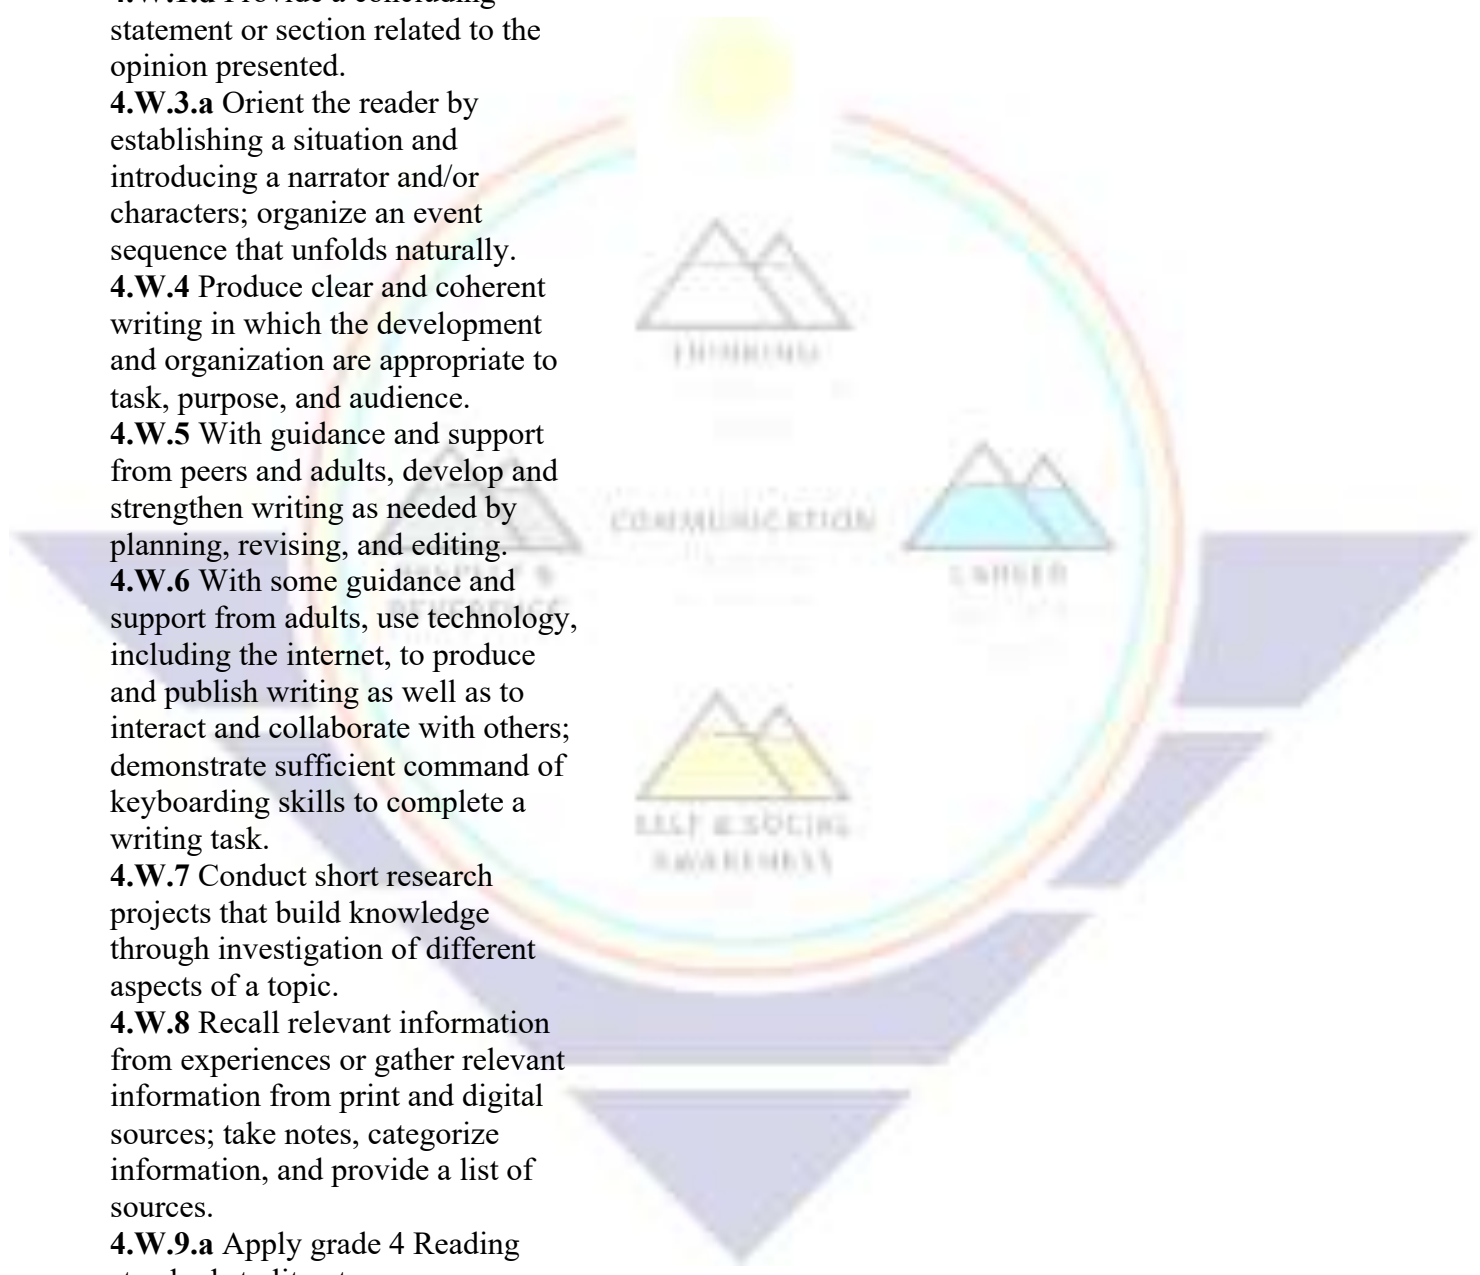 4.W.1.d Provide a concluding
statement or section related to the
opinion presented.
4.W.3.a Orient the reader by
establishing a situation and
introducing a narrator and/or
characters; organize an event
sequence that unfolds naturally.
4.W.4 Produce clear and coherent
writing in which the development
and organization are appropriate to
task, purpose, and audience.
4.W.5 With guidance and support
from peers and adults, develop and
strengthen writing as needed by
planning, revising, and editing.
4.W.6 With some guidance and
support from adults, use technology,
including the internet, to produce
and publish writing as well as to
interact and collaborate with others;
demonstrate sufficient command of
keyboarding skills to complete a
writing task.
4.W.7 Conduct short research
projects that build knowledge
through investigation of different
aspects of a topic.
4.W.8 Recall relevant information
from experiences or gather relevant
information from print and digital
sources; take notes, categorize
information, and provide a list of
sources.
4.W.9.a Apply grade 4 Reading
THINKING
COMMUNICATION
REVERENCE
CAREER
SELF & SOCIAL
AWARENESS